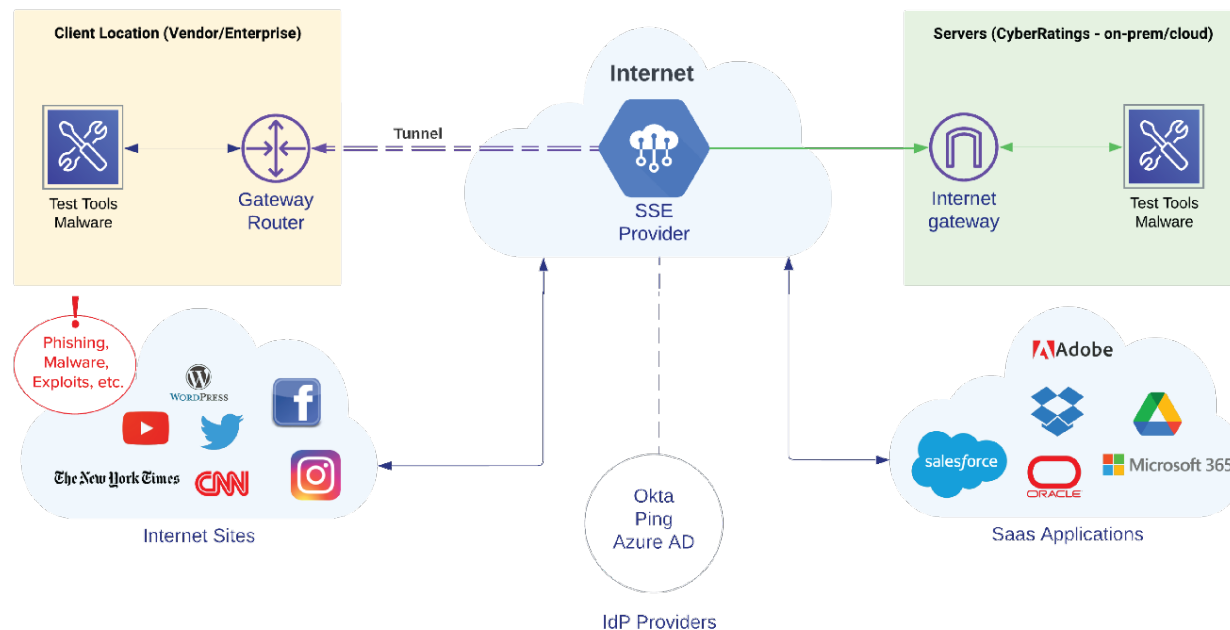 Client Location (Vendor/Enterprise)
Test Tools
Malware
Gateway
Router
Tunnel
Internet
SSE
Provider
Servers (CyberRatings - on-prem/cloud)
Internet
gateway
Test Tools
Malware
!
Phishing,
Malware,
Exploits, etc.
WORDPRESS
The New York Times
CNN
Internet Sites
Okta
Ping
Azure AD
IdP Providers
Adobe
salesforce
ORACLE
Microsoft 365
Saas Applications